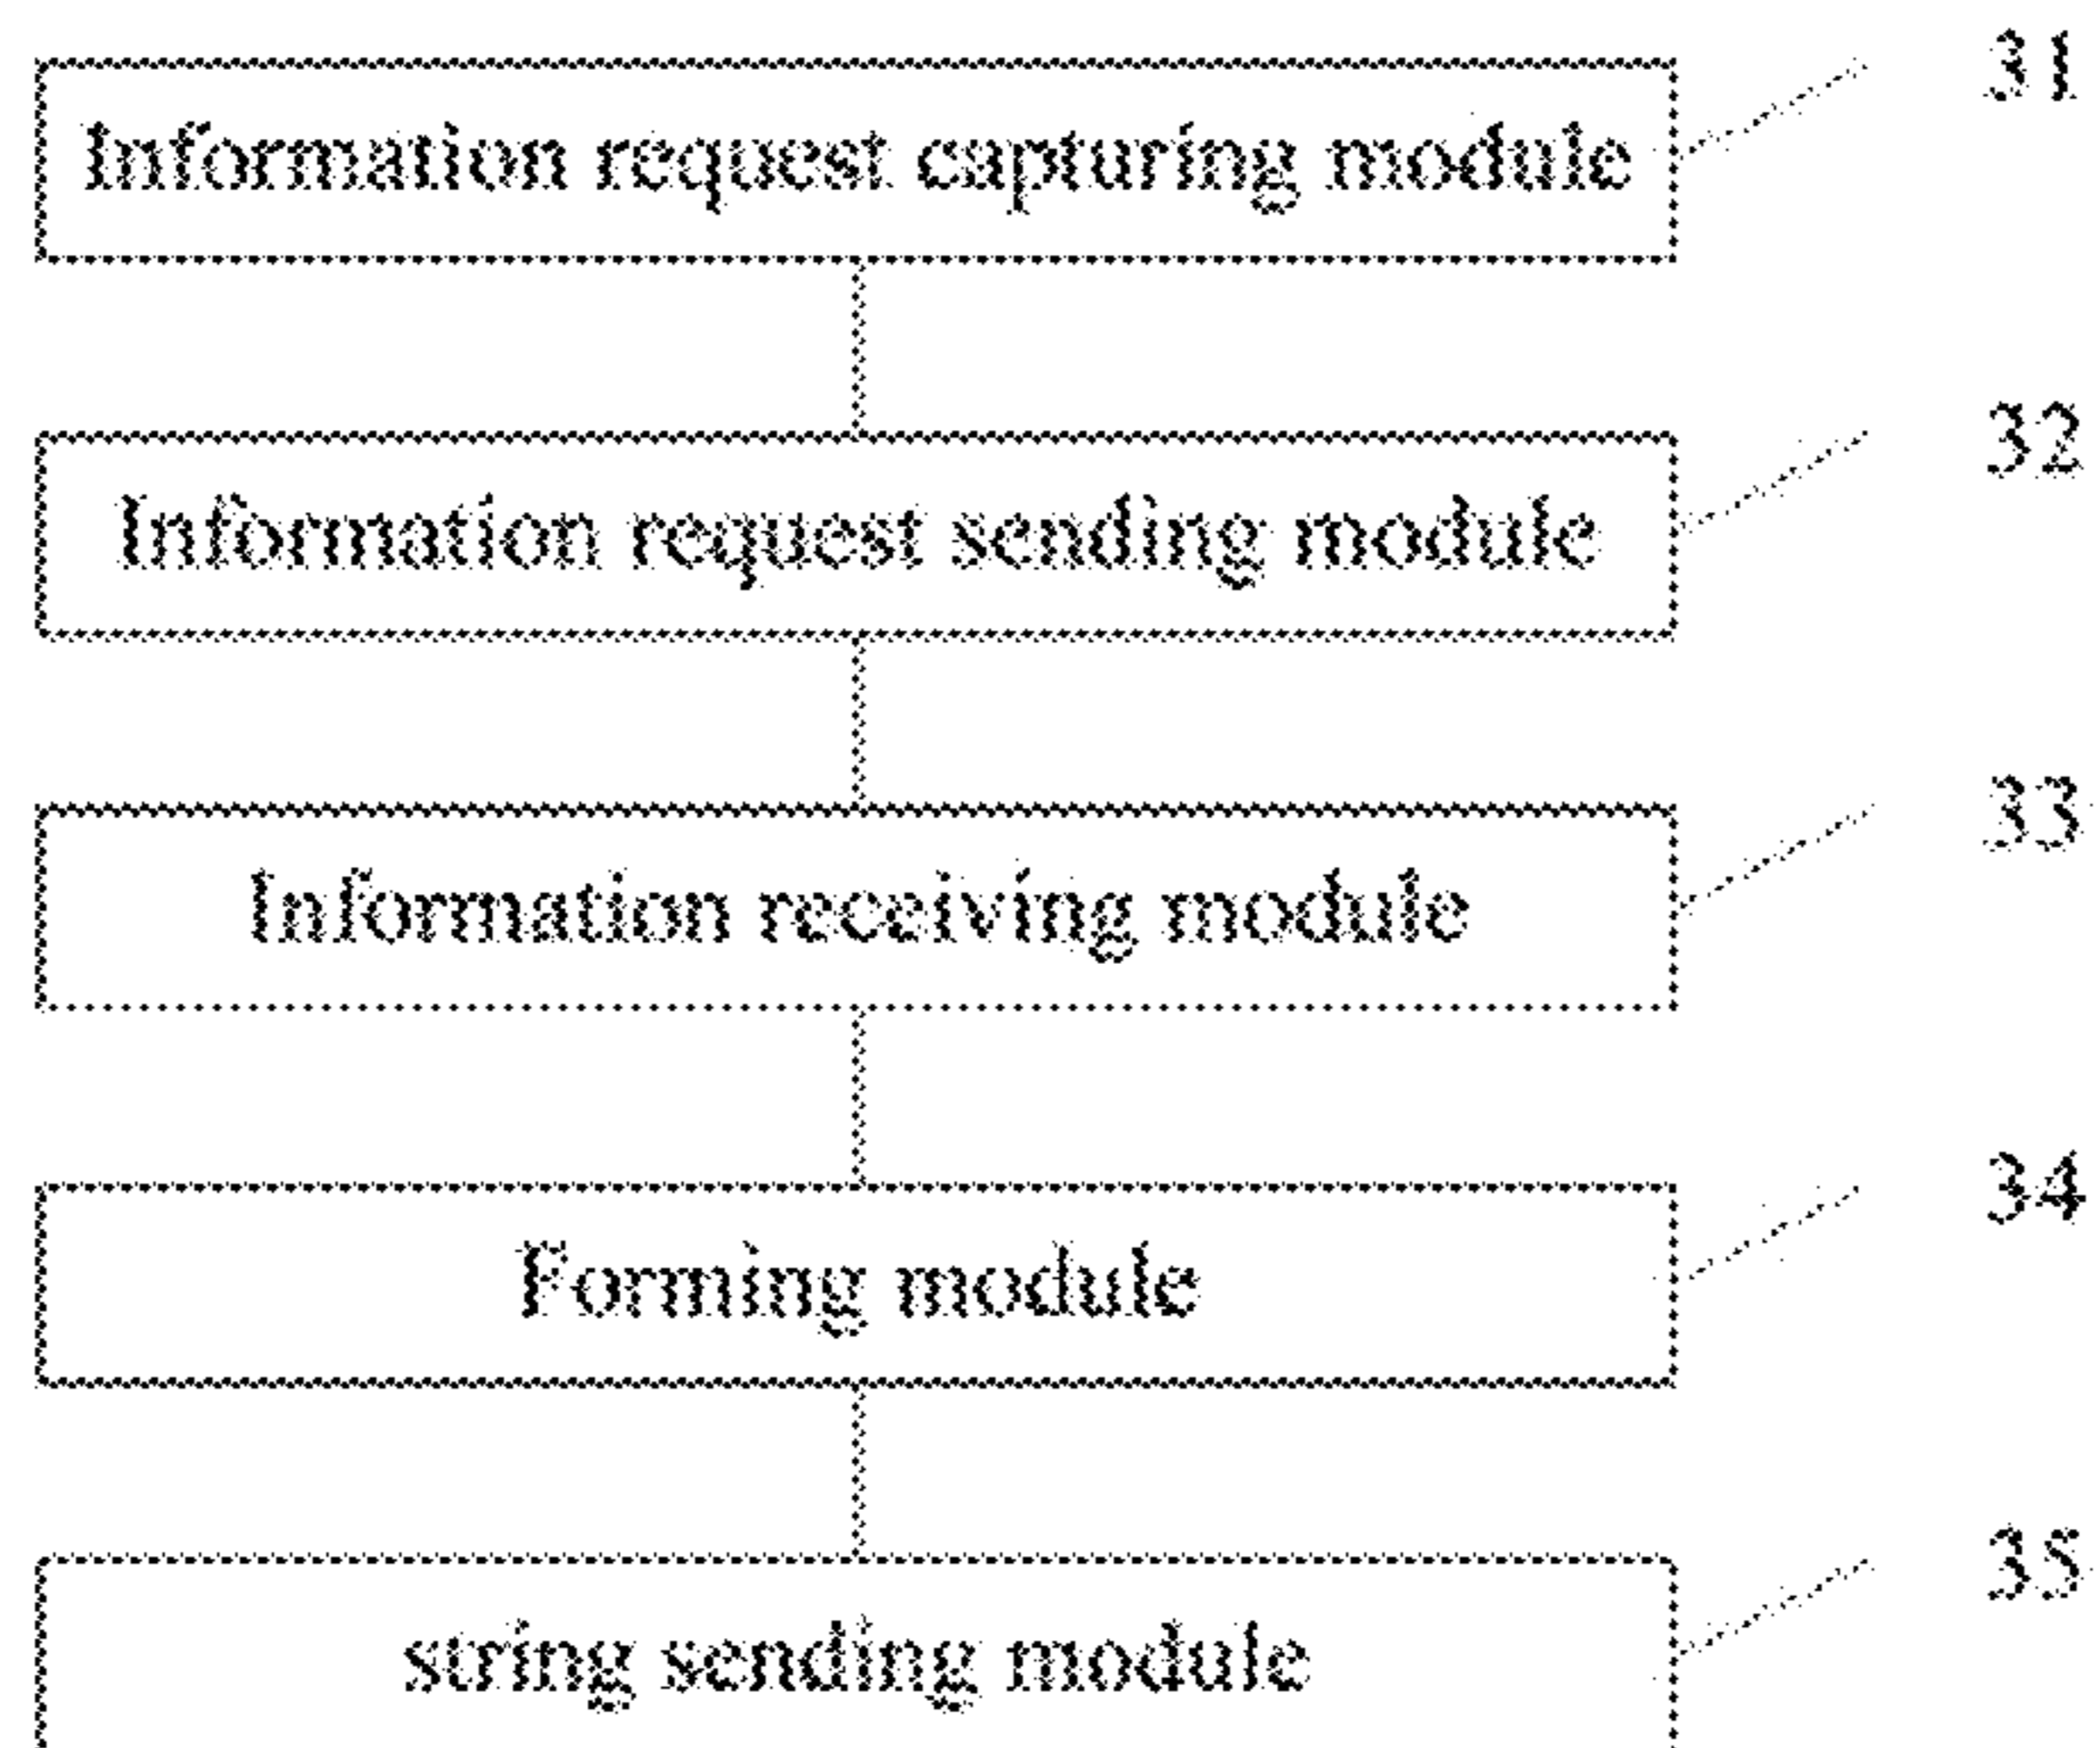 31
Information request capturing module
32
Information request sending module
33
Information receiving module
34
Forming module
35
string sending module